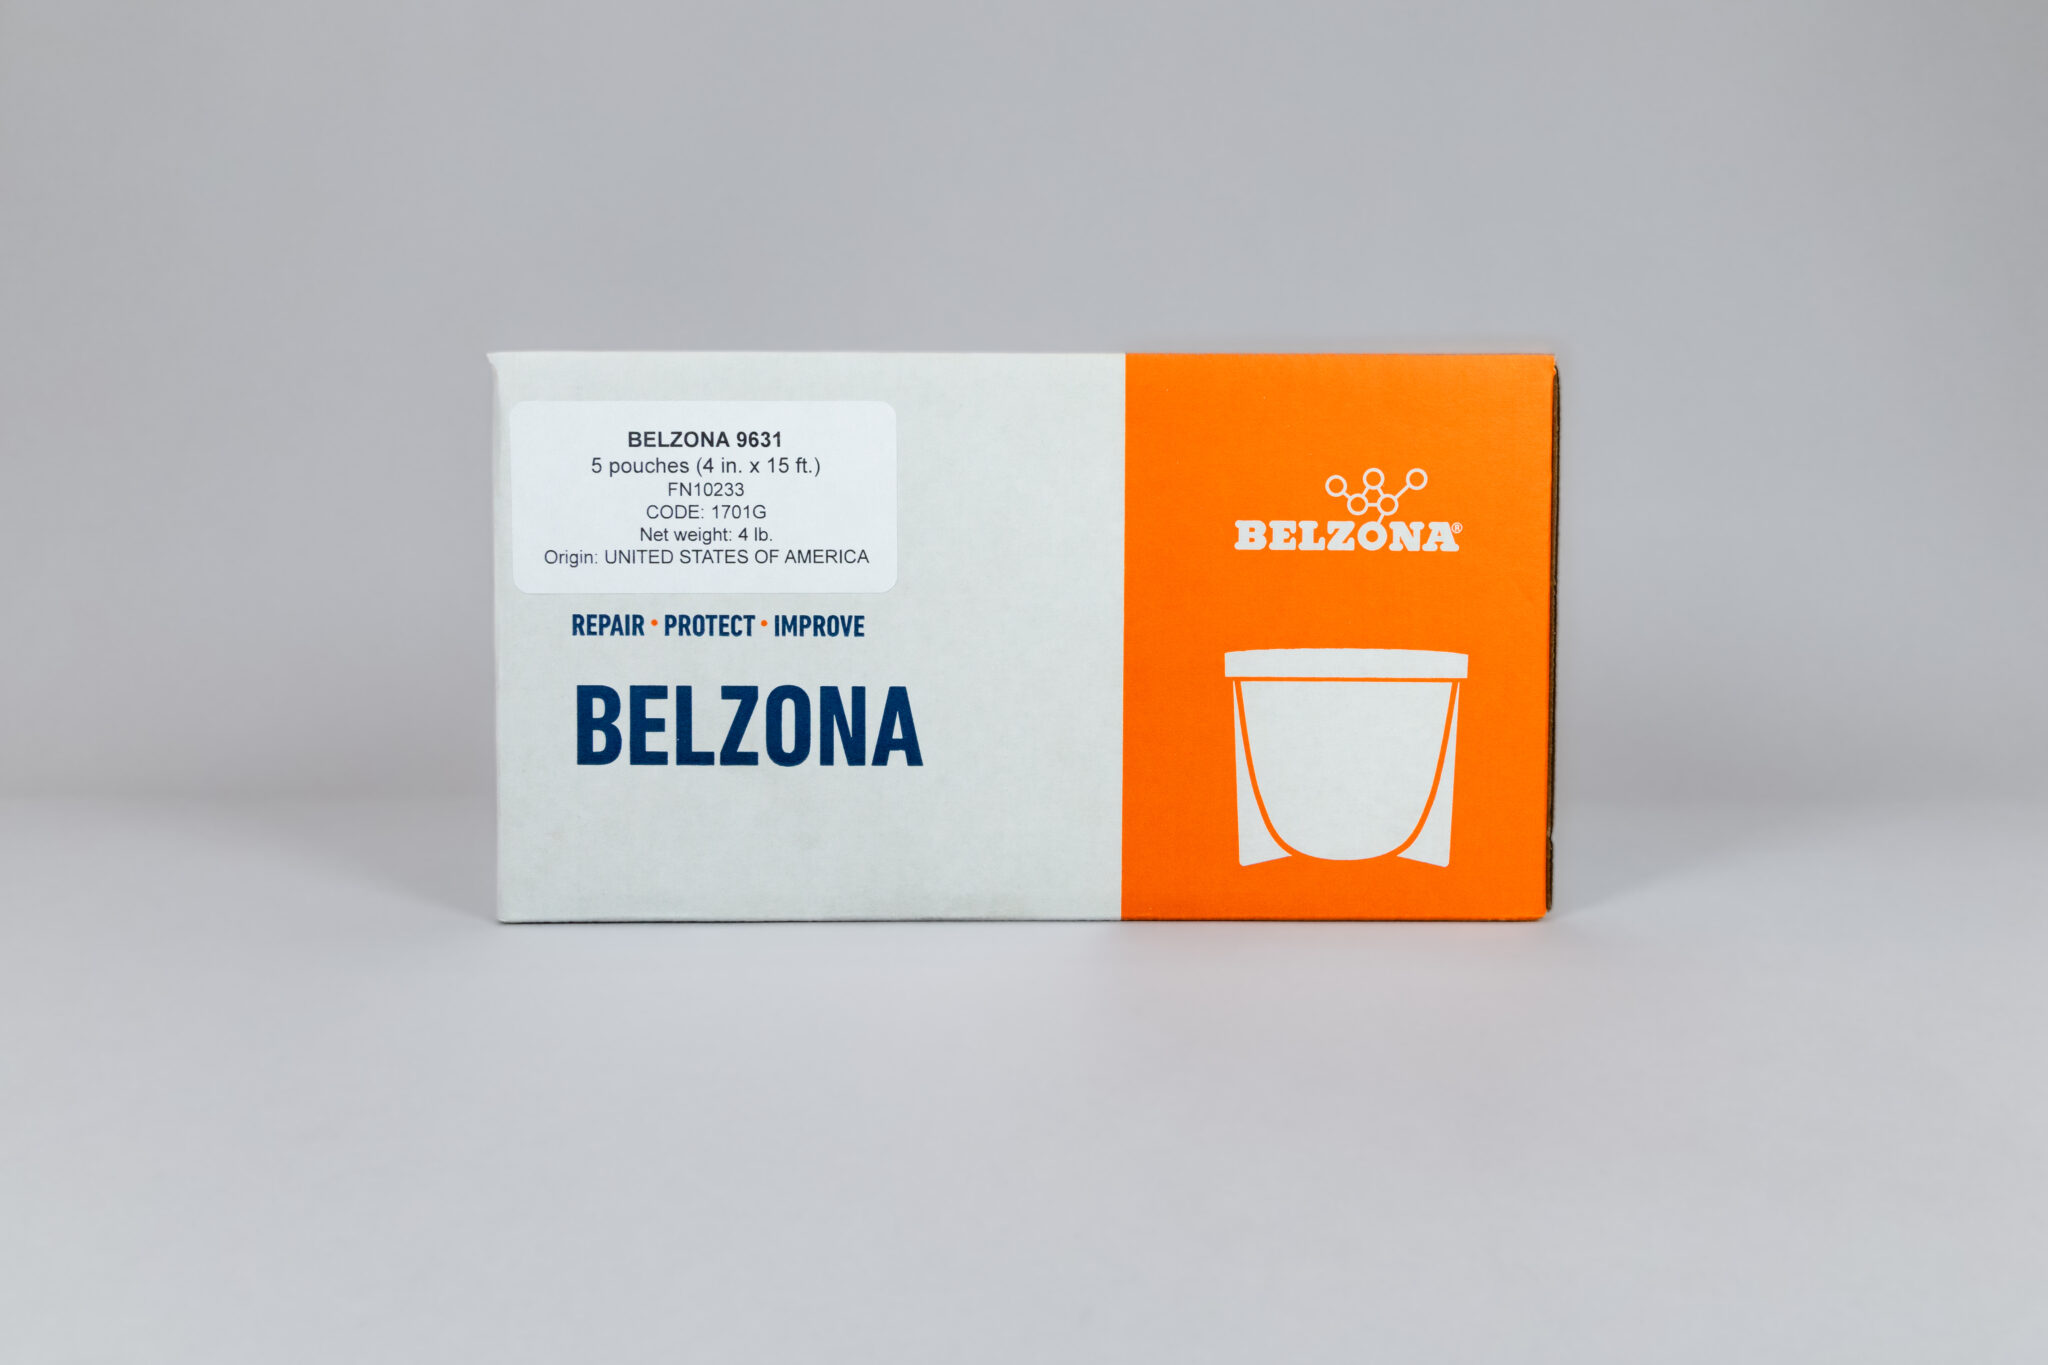 BELZONA 9631
5 pouches (4 in. x 15 ft.)
FN10233
CODE: 1701G
Net weight: 4 lb.
Origin: UNITED STATES OF AMERICA
REPAIR • PROTECT • IMPROVE
BELZONA
BELZONA®